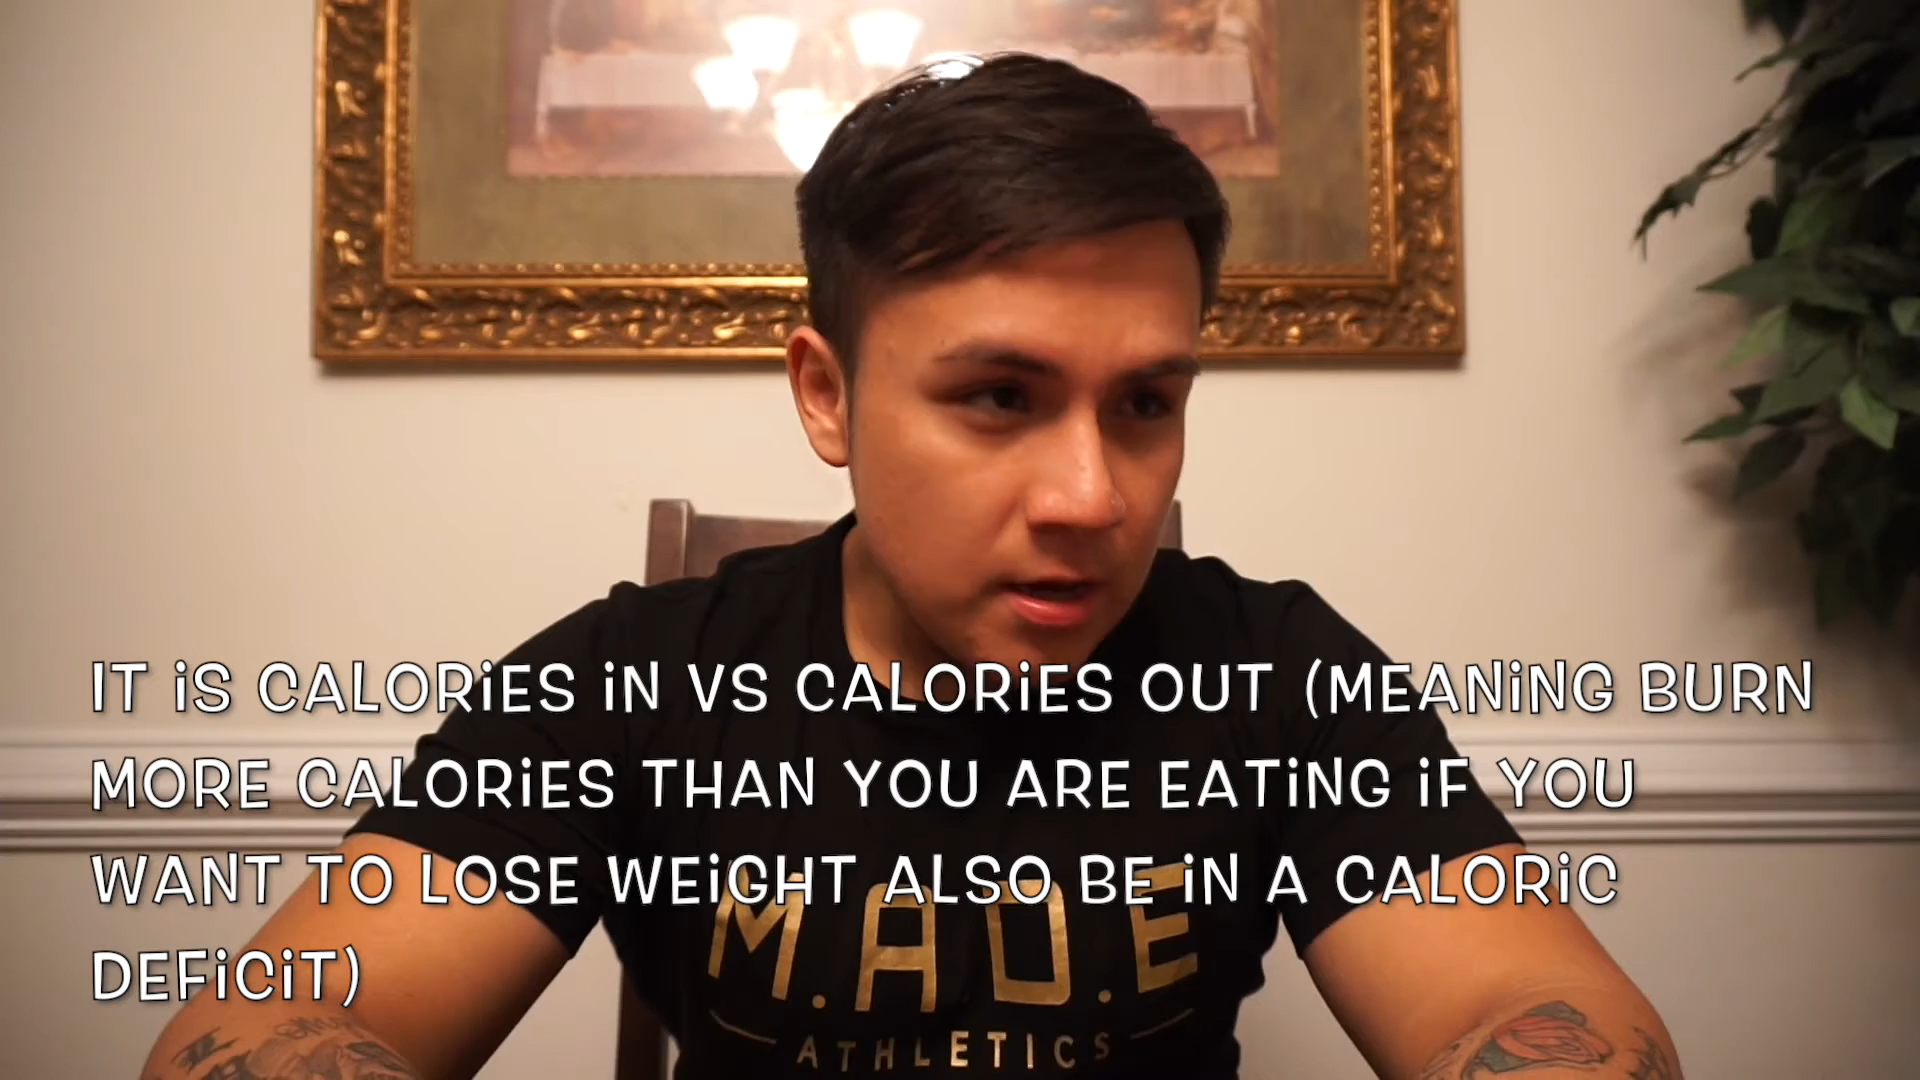 IT iS CALORiES iN VS CALORiES OUT (MEANiNG BURN
MORE CALORiES THAN YOU ARE EATiNG iF YOU
WANT TO LOSE WEiGHT ALSO BE iN A CALORiC
DEFiCiT)
M.A.D.E
ATHLETICS